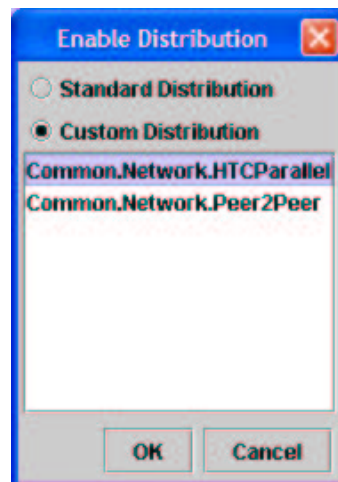 Enable Distribution
Standard Distribution
Custom Distribution
Common.Network.HTCParallel
Common.Network.Peer2Peer
OK Cancel